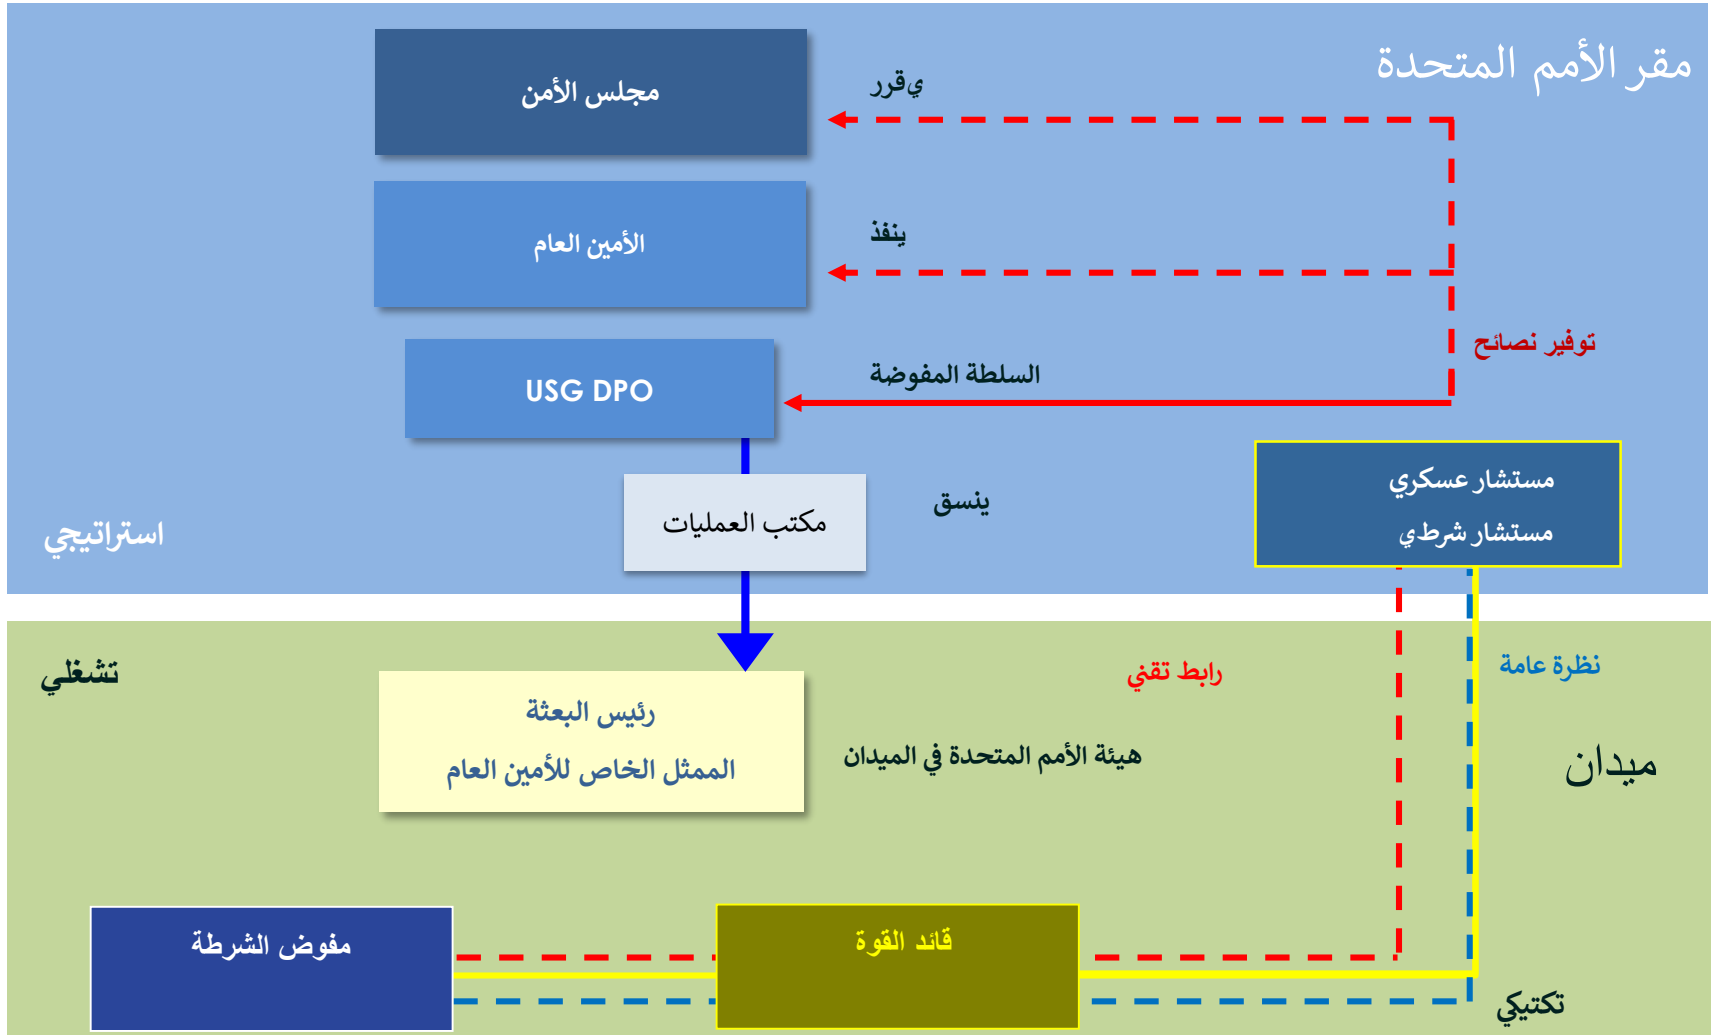 مقر الأمم المتحدة
مجلس الأمن
يقرر
الأمين العام
ينفذ
توفير نصائح
USG DPO
السلطة المفوضة
مستشار عسكري
مستشار شرطي
ينسق
مكتب العمليات
استراتيجي
تشغلي
نظرة عامة
رابط تقني
رئيس البعثة
الممثل الخاص للأمين العام
هيئة الأمم المتحدة في الميدان
ميدان
قائد القوة
مفوض الشرطة
تكتيكي